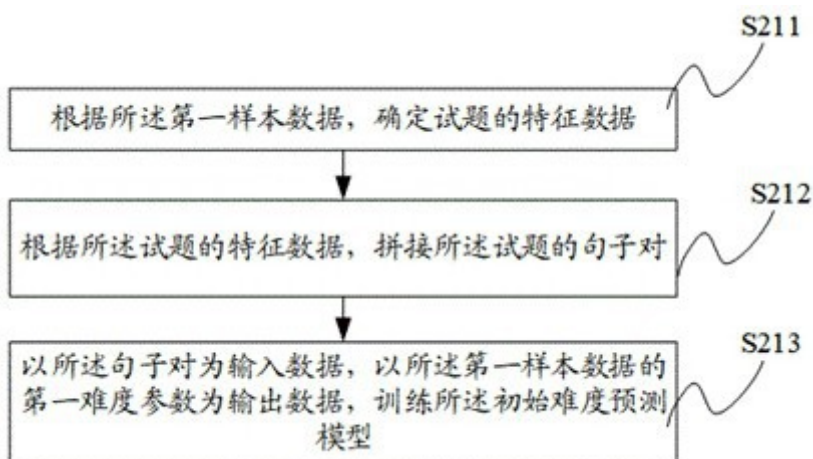 S211
根据所述第一样本数据，确定试题的特征数据
S212
根据所述试题的特征数据，拼接所述试题的句子对
S213
以所述句子对为输入数据，以所述第一样本数据的
第一难度参数为输出数据，训练所述初始难度预测
模型